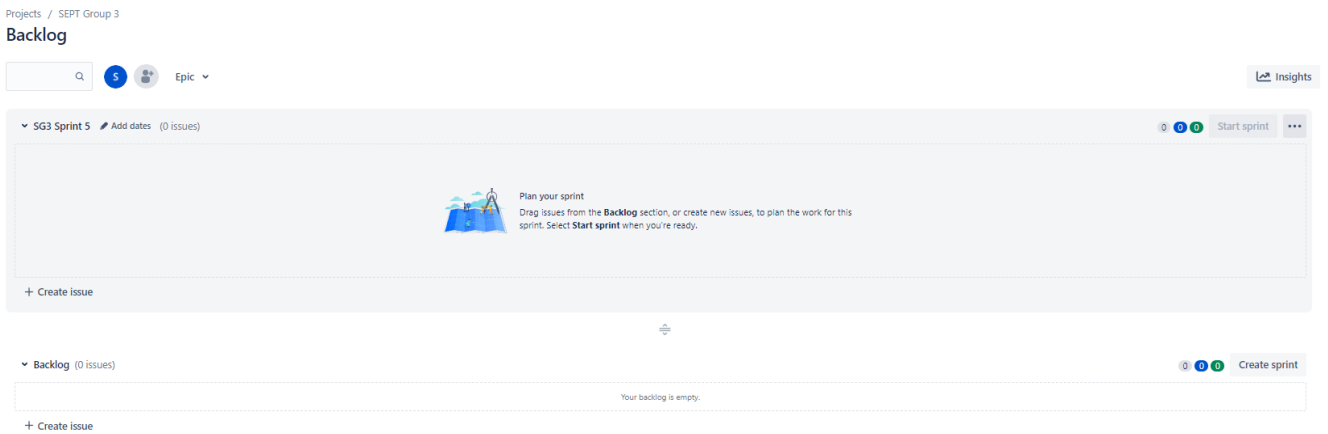 Projects / SEPT Group 3
Backlog
S Epic Insights
SG3 Sprint 5 Add dates (0 issues) 0 0 0 Start sprint
Plan your sprint
Drag issues from the Backlog section, or create new issues, to plan the work for this
sprint. Select Start sprint when you're ready.
+ Create issue
Backlog (0 issues) 0 0 0 Create sprint
Your backlog is empty.
+ Create issue